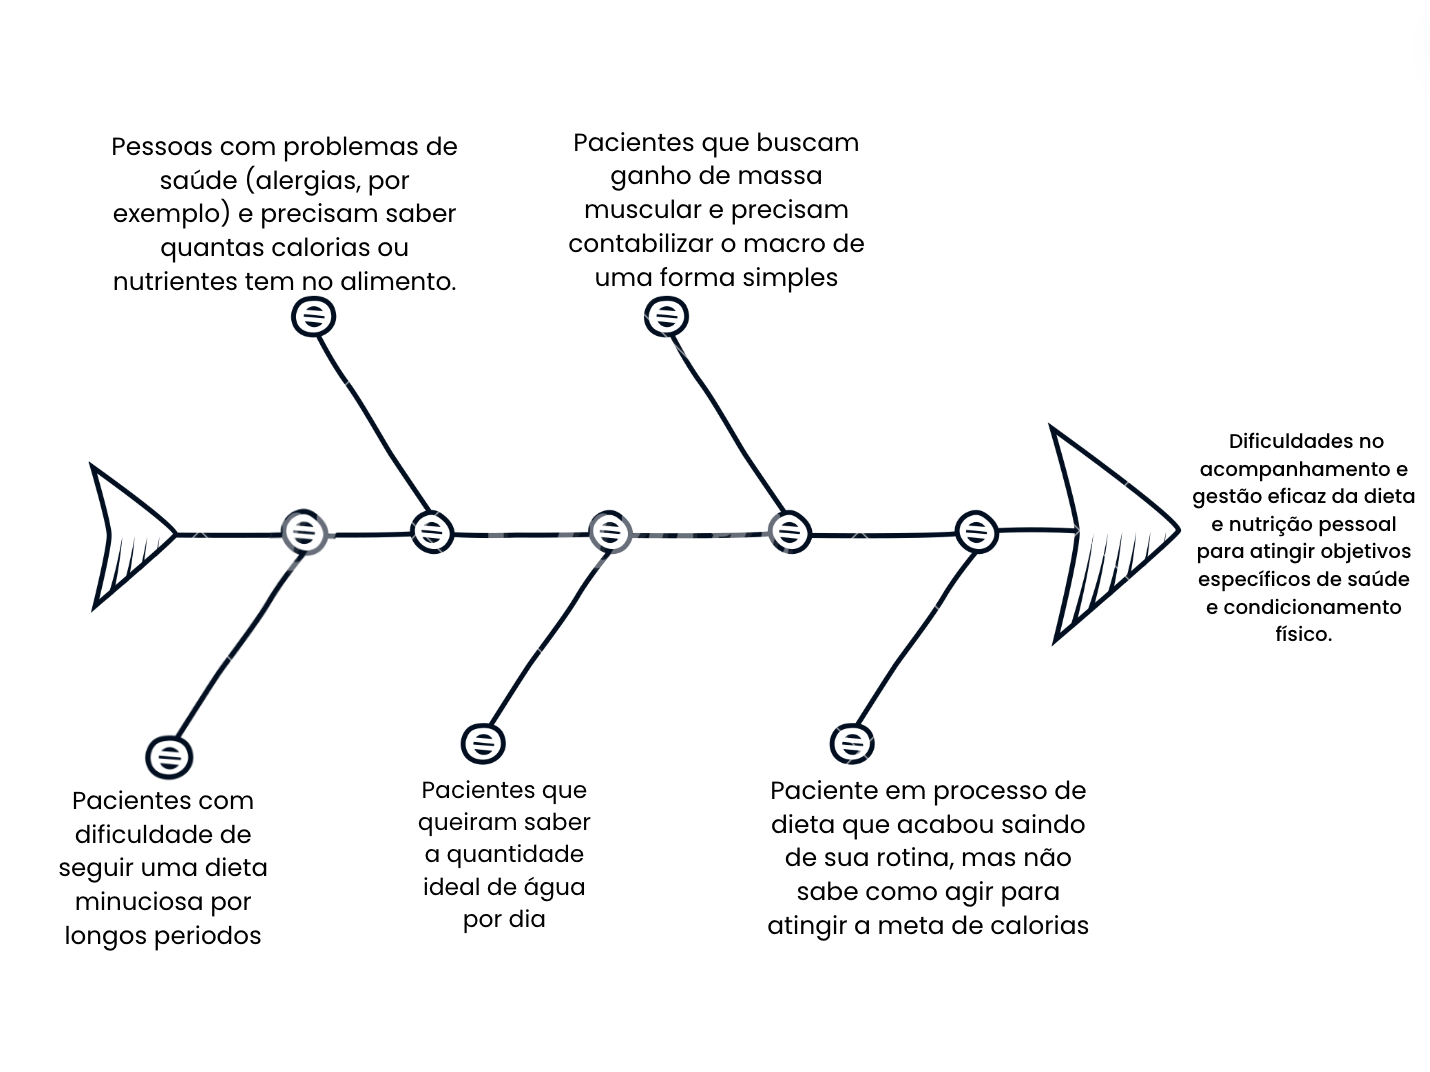 Pessoas com problemas de
saúde (alergias, por
exemplo) e precisam saber
quantas calorias ou
nutrientes tem no alimento.
Pacientes que buscam
ganho de massa
muscular e precisam
contabilizar o macro de
uma forma simples
Dificuldades no
acompanhamento e
gestão eficaz da dieta
e nutrição pessoal
para atingir objetivos
específicos de saúde
e condicionamento
físico.
Pacientes com
dificuldade de
seguir uma dieta
minuciosa por
longos periodos
Pacientes que
queiram saber
a quantidade
ideal de água
por dia
Paciente em processo de
dieta que acabou saindo
de sua rotina, mas não
sabe como agir para
atingir a meta de calorias